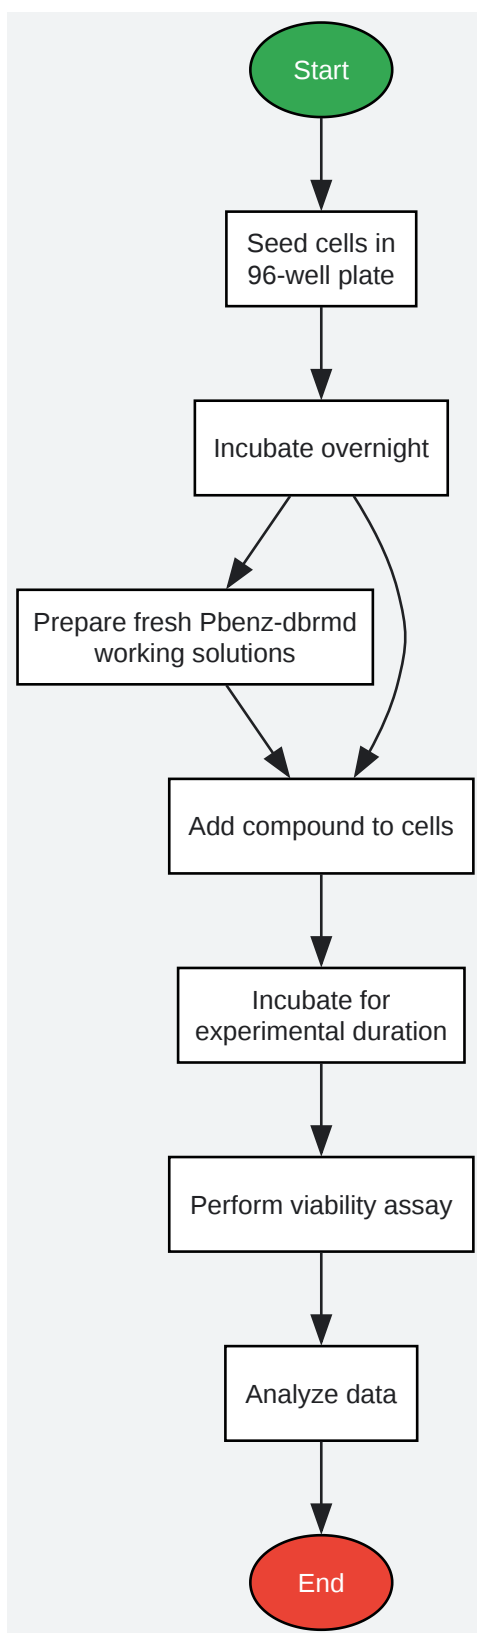 Start
Seed cells in
96-well plate
Incubate overnight
Prepare fresh Pbenz-dbrmd
working solutions
Add compound to cells
Incubate for
experimental duration
Perform viability assay
Analyze data
End